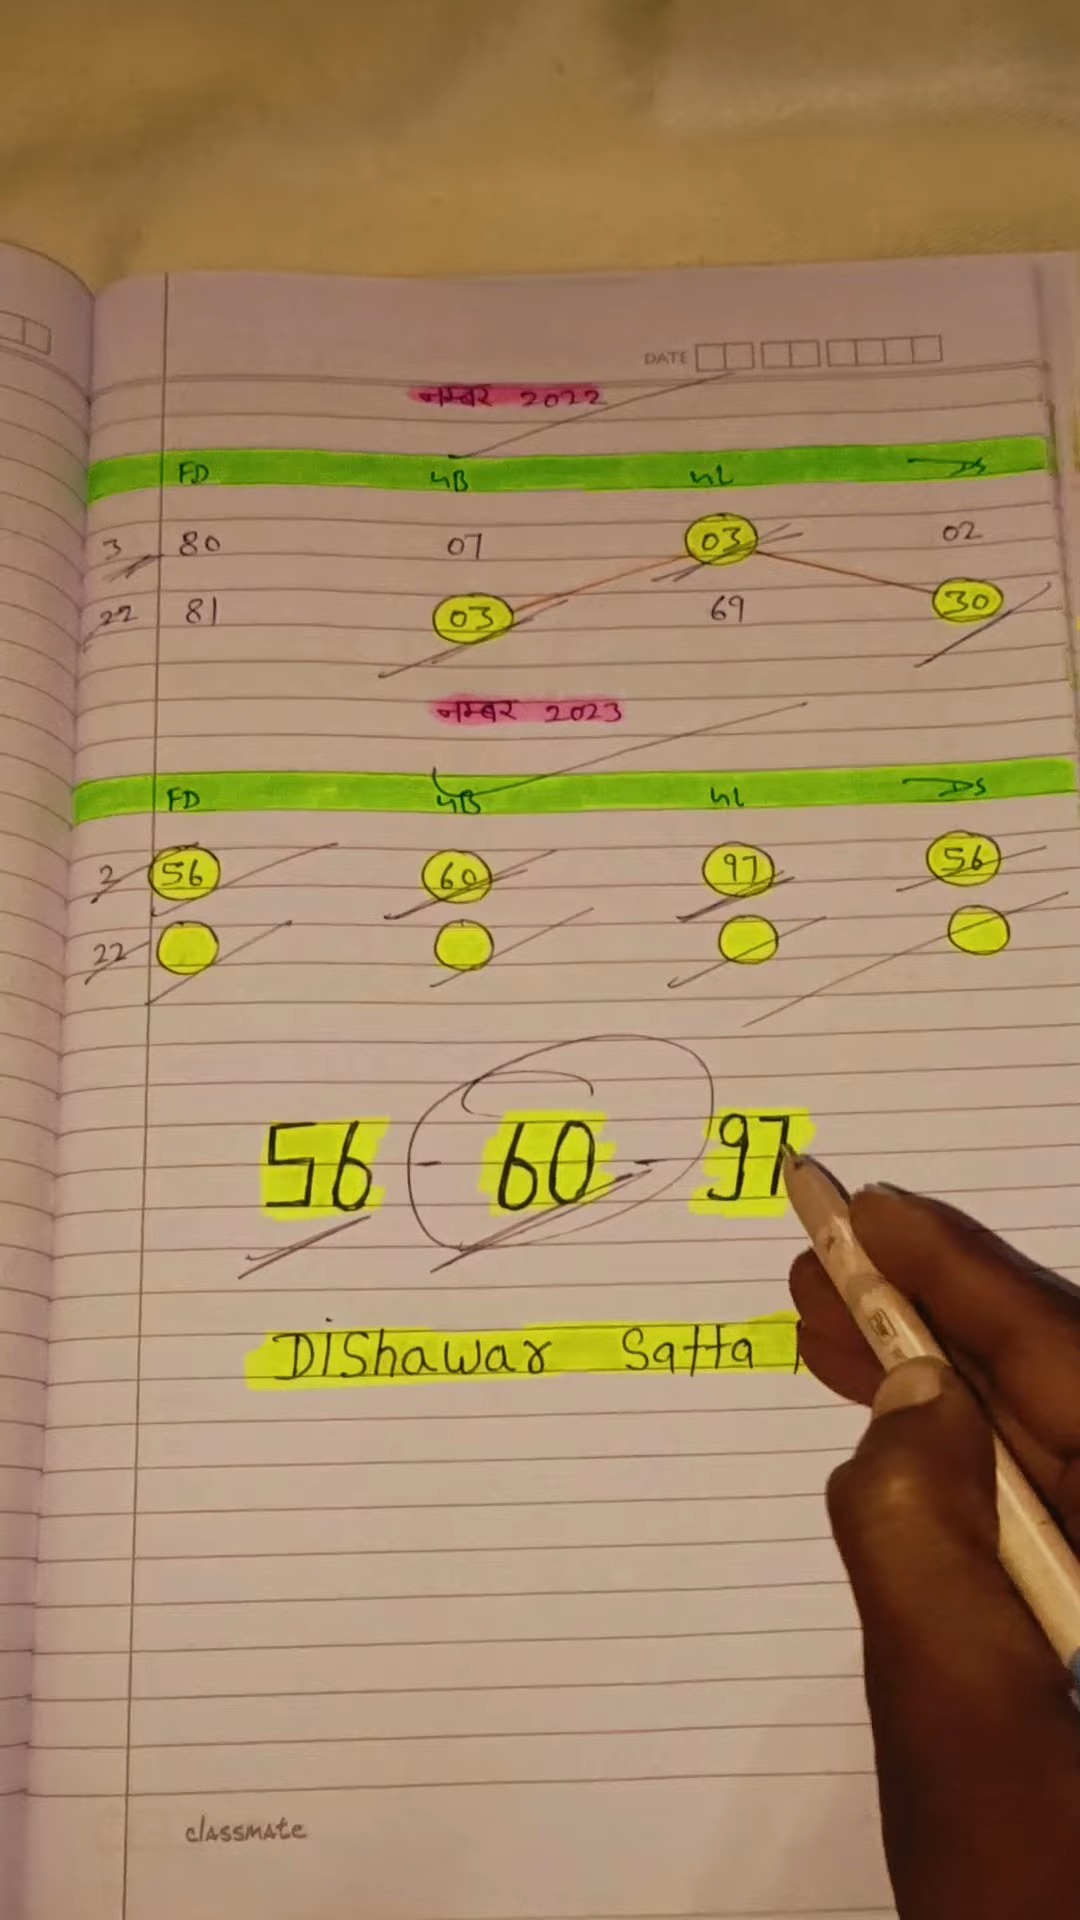 DATE
नम्बर 2022
FD GB GL DS
3 80 07 03 02
22 81 03 69 30
नम्बर 2023
FD GB GL DS
2 56 60 97 56
22
56 - 60 - 97
DIShawar Satta
classmate